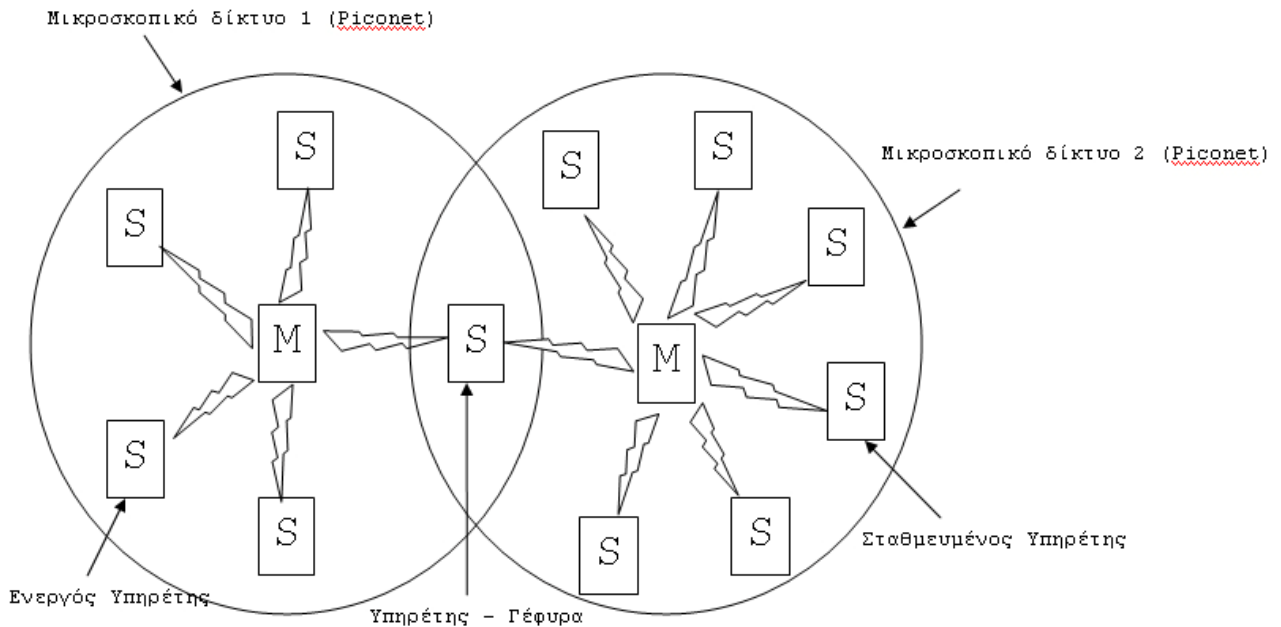 Μικροσκοπικό δίκτυο 1 (Piconet)
Μικροσκοπικό δίκτυο 2 (Piconet)
S
S
S
S
S
S
M
S
M
S
S
S
S
S
Ενεργός Υπηρέτης
Υπηρέτης - Γέφυρα
Σταθμευμένος Υπηρέτης